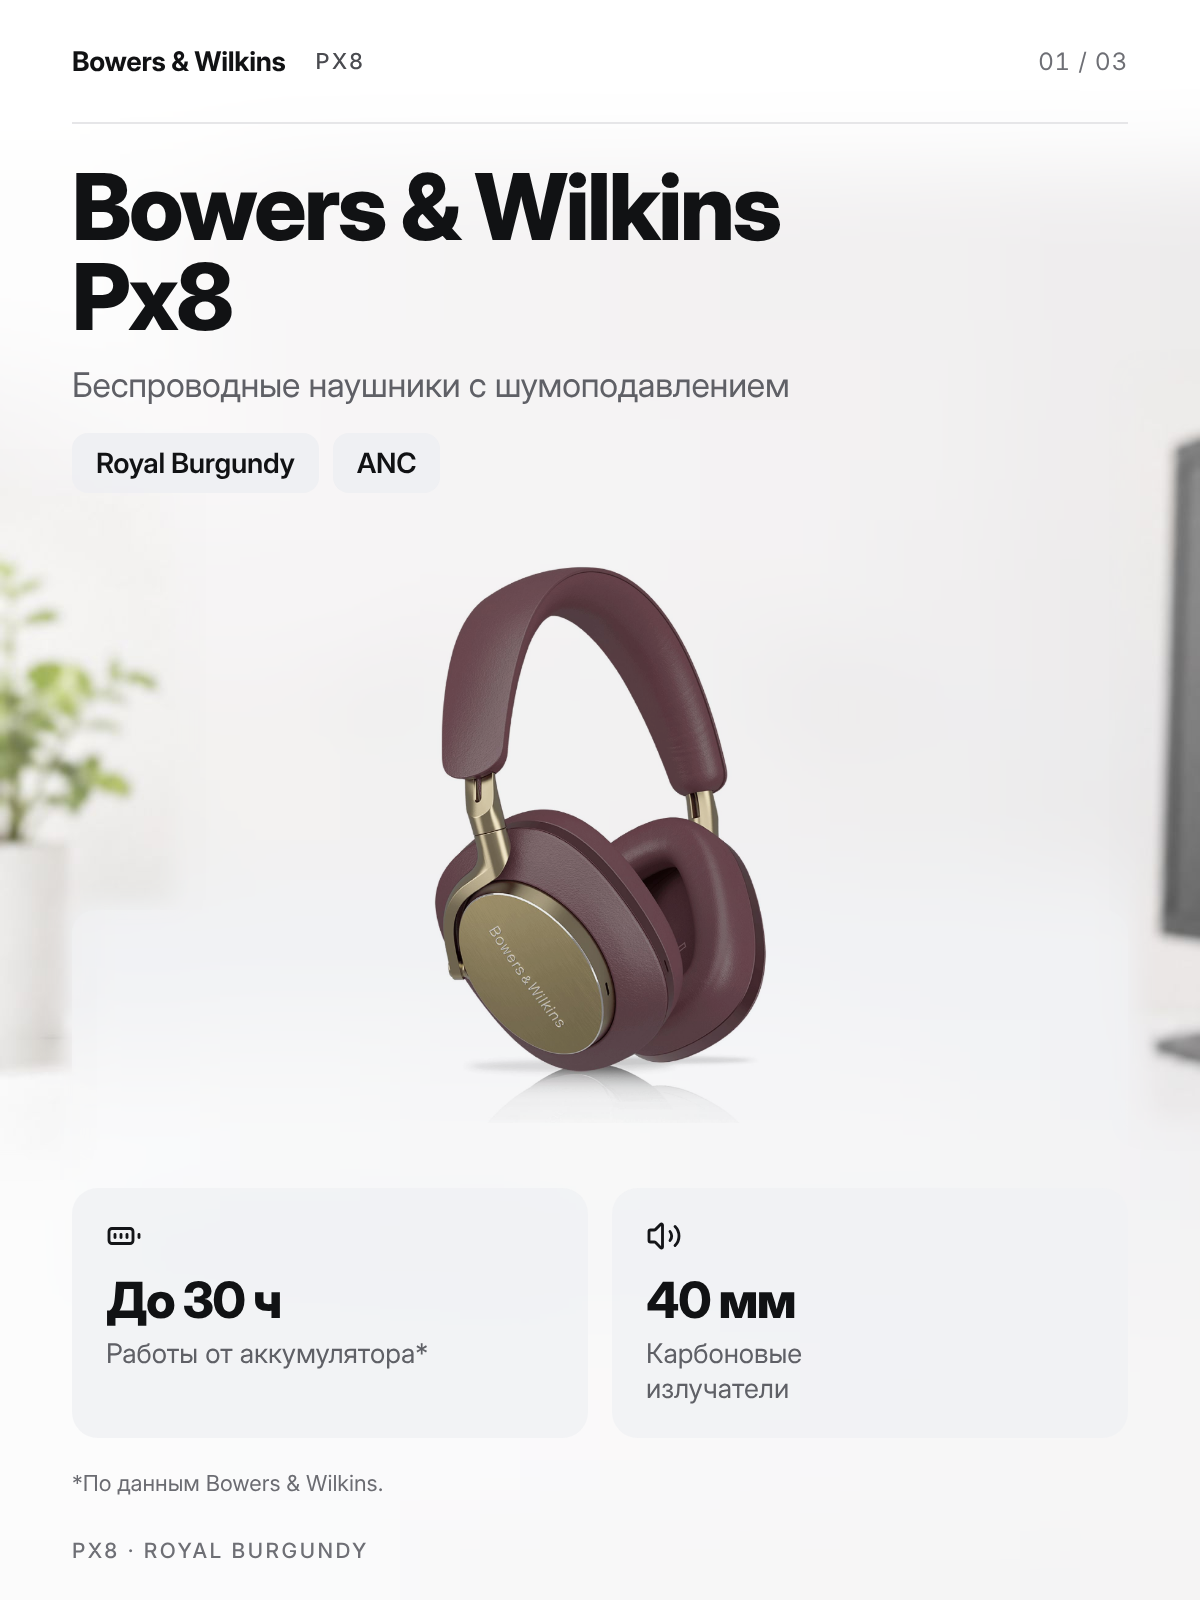 Bowers & Wilkins PX8 01 / 03
Bowers & Wilkins
Px8
Беспроводные наушники с шумоподавлением
Royal Burgundy ANC
Bowers & Wilkins
До 30 ч
Работы от аккумулятора*
40 мм
Карбоновые
излучатели
*По данным Bowers & Wilkins.
PX8 · ROYAL BURGUNDY